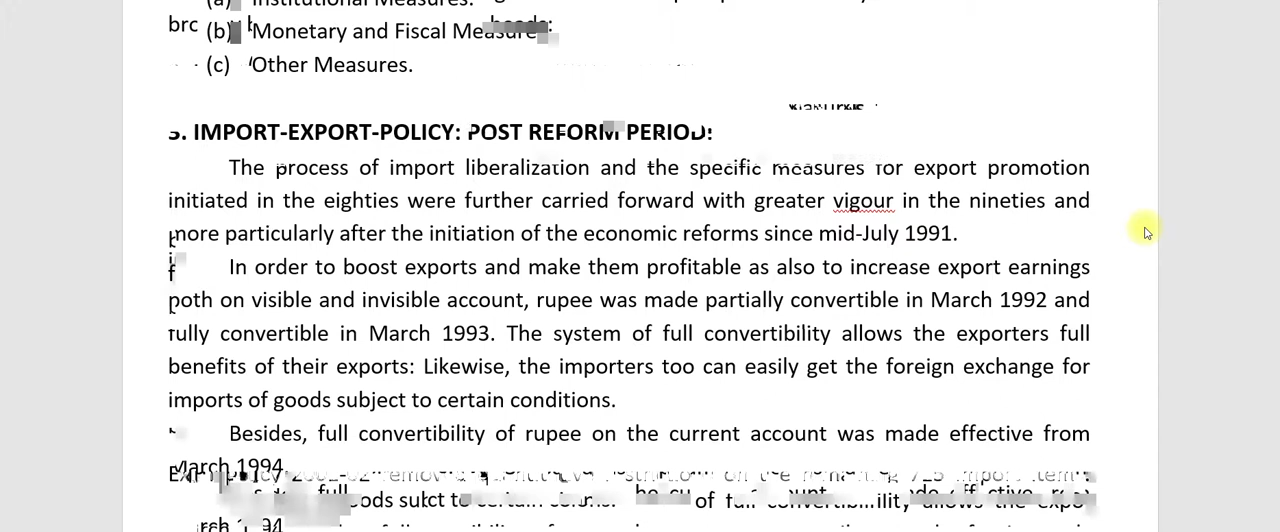 (a) Institutional Measures.
(b) Monetary and Fiscal Measure
(c) Other Measures.
3. IMPORT-EXPORT-POLICY: POST REFORM PERIOD:
The process of import liberalization and the specific measures for export promotion
initiated in the eighties were further carried forward with greater vigour in the nineties and
more particularly after the initiation of the economic reforms since mid-July 1991.
In order to boost exports and make them profitable as also to increase export earnings
both on visible and invisible account, rupee was made partially convertible in March 1992 and
fully convertible in March 1993. The system of full convertibility allows the exporters full
benefits of their exports: Likewise, the importers too can easily get the foreign exchange for
imports of goods subject to certain conditions.
Besides, full convertibility of rupee on the current account was made effective from
March 1994.